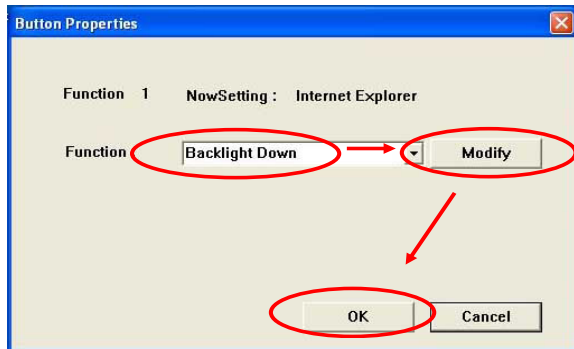 Button Properties
Function 1 NowSetting : Internet Explorer
Function Backlight Down Modify
OK Cancel